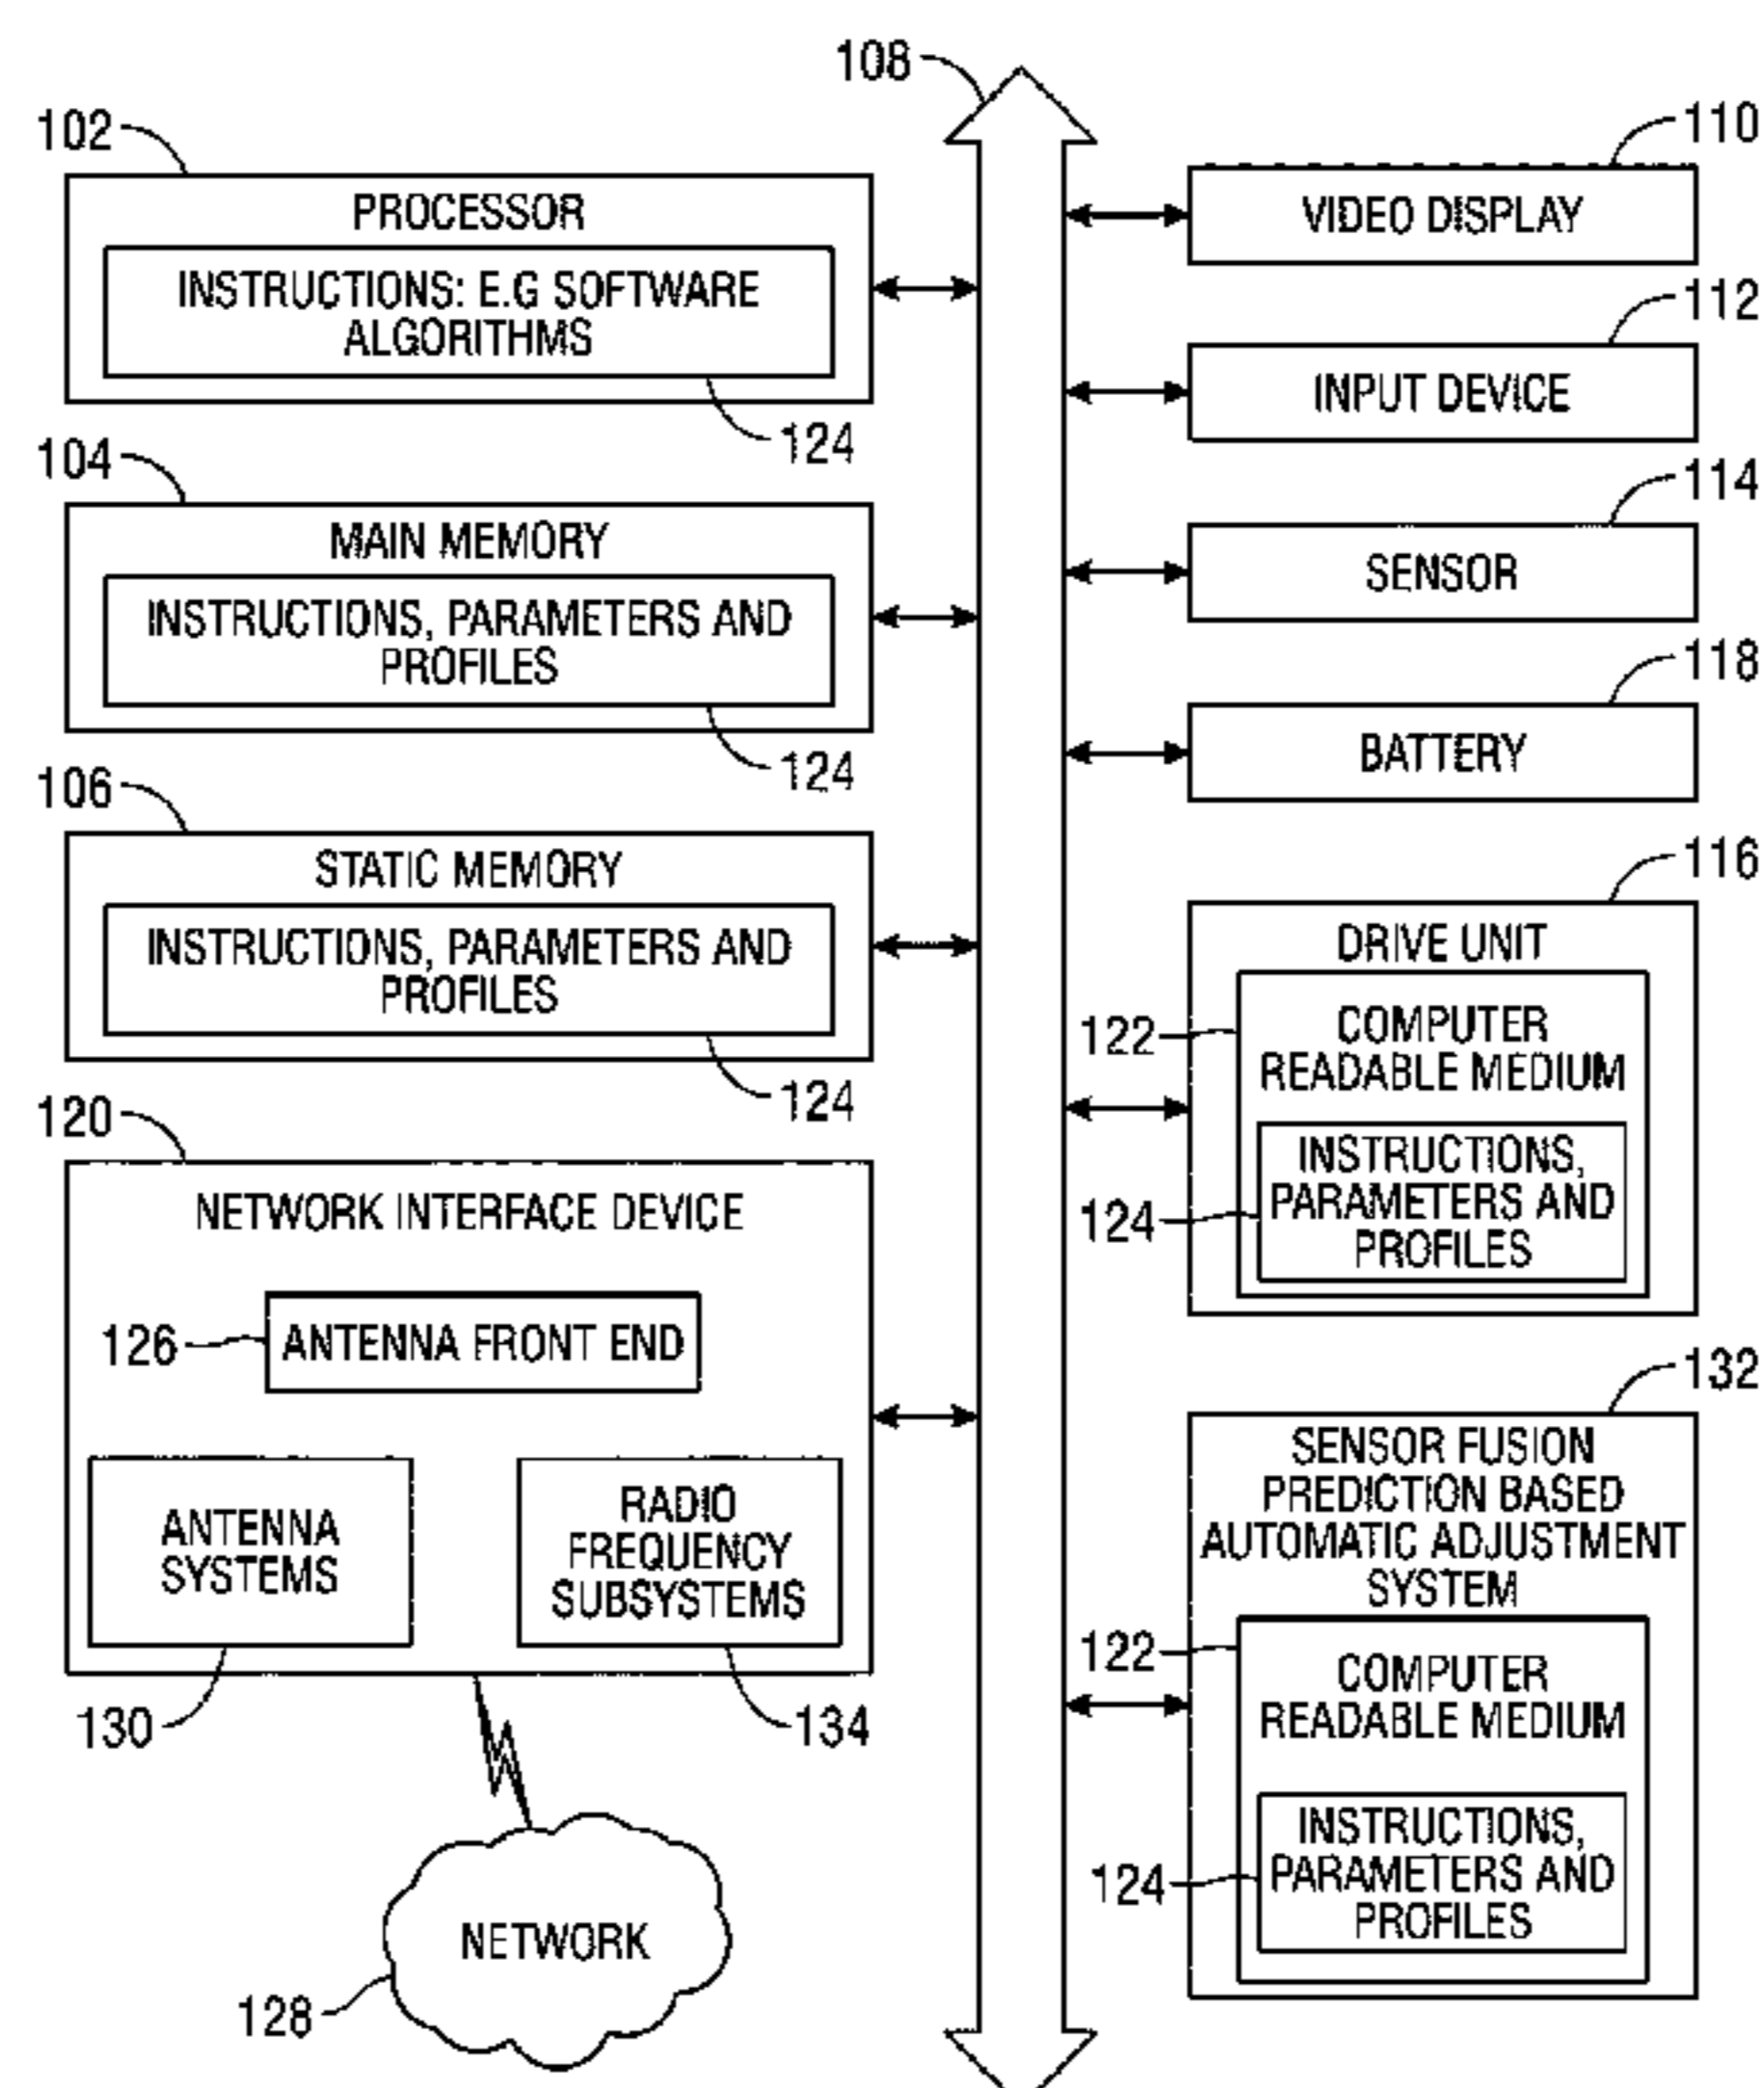 108
102
PROCESSOR
INSTRUCTIONS: E.G SOFTWARE
ALGORITHMS
124
104
MAIN MEMORY
INSTRUCTIONS, PARAMETERS AND
PROFILES
124
106
STATIC MEMORY
INSTRUCTIONS, PARAMETERS AND
PROFILES
124
120
NETWORK INTERFACE DEVICE
126
ANTENNA FRONT END
ANTENNA
SYSTEMS
RADIO
FREQUENCY
SUBSYSTEMS
130
134
NETWORK
128
110
VIDEO DISPLAY
112
INPUT DEVICE
114
SENSOR
118
BATTERY
116
DRIVE UNIT
122
COMPUTER
READABLE MEDIUM
124
INSTRUCTIONS,
PARAMETERS AND
PROFILES
132
SENSOR FUSION
PREDICTION BASED
AUTOMATIC ADJUSTMENT
SYSTEM
122
COMPUTER
READABLE MEDIUM
124
INSTRUCTIONS,
PARAMETERS AND
PROFILES